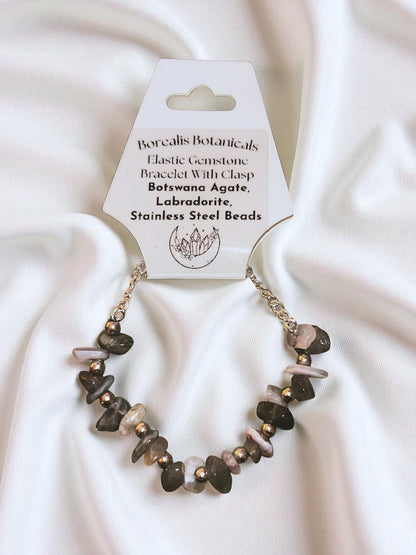 Borealis Botanicals
Elastic Gemstone
Bracelet With Clasp
Botswana Agate,
Labradorite,
Stainless Steel Beads